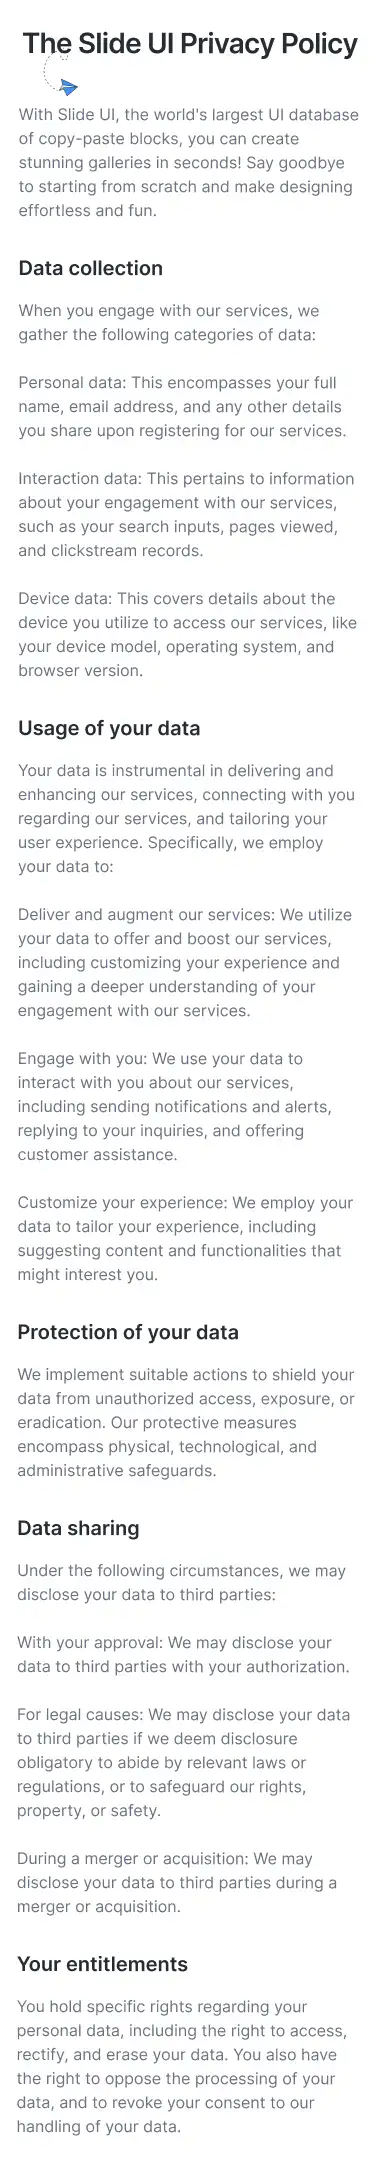 The Slide UI Privacy Policy
With Slide UI, the world's largest UI database
of copy-paste blocks, you can create
stunning galleries in seconds! Say goodbye
to starting from scratch and make designing
effortless and fun.
Data collection
When you engage with our services, we
gather the following categories of data:
Personal data: This encompasses your full
name, email address, and any other details
you share upon registering for our services.
Interaction data: This pertains to information
about your engagement with our services,
such as your search inputs, pages viewed,
and clickstream records.
Device data: This covers details about the
device you utilize to access our services, like
your device model, operating system, and
browser version.
Usage of your data
Your data is instrumental in delivering and
enhancing our services, connecting with you
regarding our services, and tailoring your
user experience. Specifically, we employ
your data to:
Deliver and augment our services: We utilize
your data to offer and boost our services,
including customizing your experience and
gaining a deeper understanding of your
engagement with our services.
Engage with you: We use your data to
interact with you about our services,
including sending notifications and alerts,
replying to your inquiries, and offering
customer assistance.
Customize your experience: We employ your
data to tailor your experience, including
suggesting content and functionalities that
might interest you.
Protection of your data
We implement suitable actions to shield your
data from unauthorized access, exposure, or
eradication. Our protective measures
encompass physical, technological, and
administrative safeguards.
Data sharing
Under the following circumstances, we may
disclose your data to third parties:
With your approval: We may disclose your
data to third parties with your authorization.
For legal causes: We may disclose your data
to third parties if we deem disclosure
obligatory to abide by relevant laws or
regulations, or to safeguard our rights,
property, or safety.
During a merger or acquisition: We may
disclose your data to third parties during a
merger or acquisition.
Your entitlements
You hold specific rights regarding your
personal data, including the right to access,
rectify, and erase your data. You also have
the right to oppose the processing of your
data, and to revoke your consent to our
handling of your data.